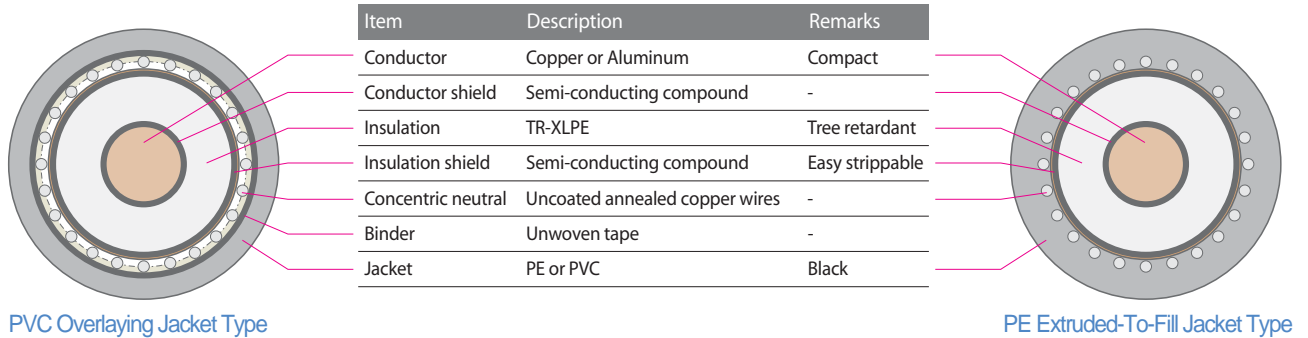 Item Description Remarks
Conductor Copper or Aluminum Compact
Conductor shield Semi-conducting compound -
Insulation TR-XLPE Tree retardant
Insulation shield Semi-conducting compound Easy strippable
Concentric neutral Uncoated annealed copper wires -
Binder Unwoven tape -
Jacket PE or PVC Black
PVC Overlaying Jacket Type
PE Extruded-To-Fill Jacket Type